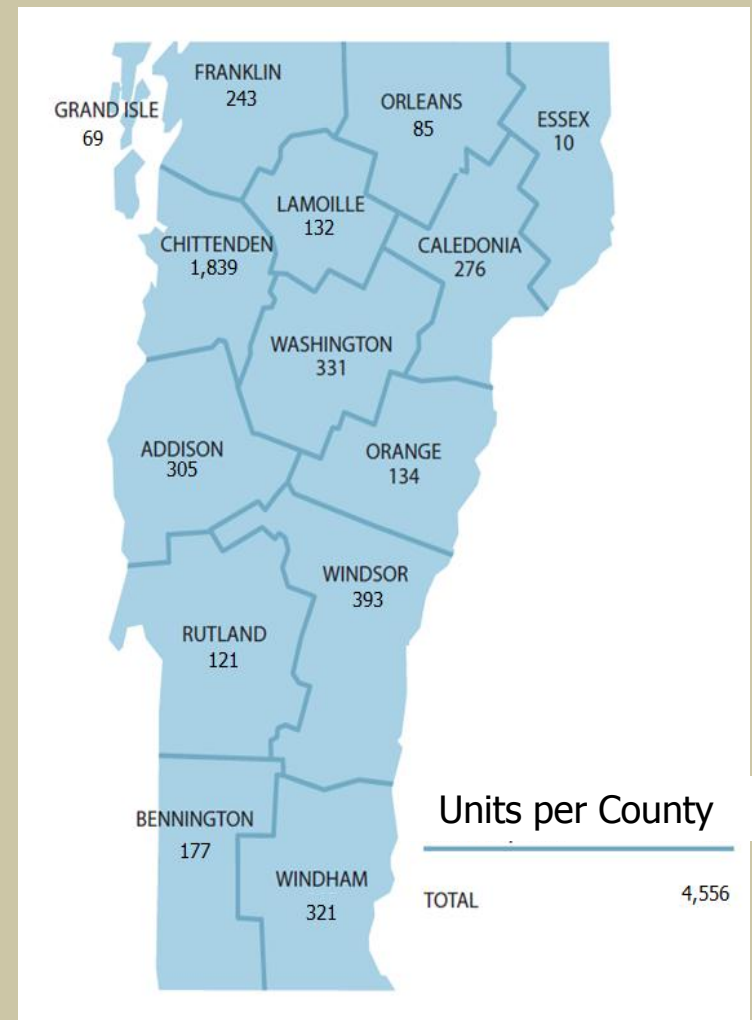 FRANKLIN
243
GRAND ISLE
69
ORLEANS
85
ESSEX
10
LAMOILLE
132
CHITTENDEN
1,839
CALEDONIA
276
WASHINGTON
331
ADDISON
305
ORANGE
134
WINDSOR
393
RUTLAND
121
BENNINGTON
177
WINDHAM
321
Units per County
TOTAL 4,556